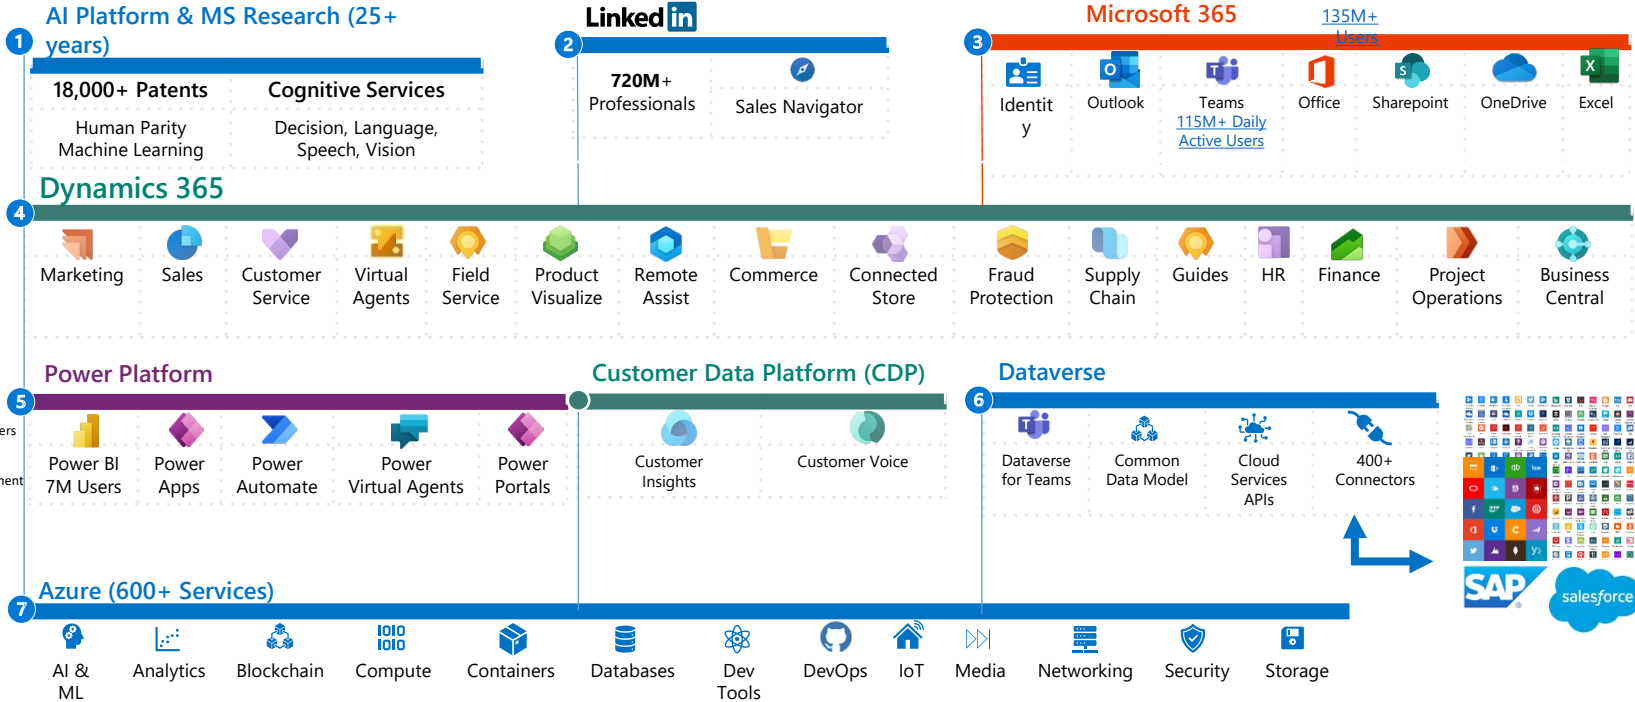 AI Platform & MS Research (25+
years)
1
18,000+ Patents
Human Parity
Machine Learning
Cognitive Services
Decision, Language,
Speech, Vision
Linkedin
2
720M+
Professionals
Sales Navigator
Microsoft 365
135M+
Users
3
Identit
y
Outlook
Teams
115M+ Daily
Active Users
Office
Sharepoint
OneDrive
Excel
Dynamics 365
4
Marketing
Sales
Customer
Service
Virtual
Agents
Field
Service
Product
Visualize
Remote
Assist
Commerce
Connected
Store
Fraud
Protection
Supply
Chain
Guides
HR
Finance
Project
Operations
Business
Central
Power Platform
5
ers
ment
Power BI
7M Users
Power
Apps
Power
Automate
Power
Virtual Agents
Power
Portals
Customer Data Platform (CDP)
Customer
Insights
Customer Voice
Dataverse
6
Dataverse
for Teams
Common
Data Model
Cloud
Services
APIs
400+
Connectors
SAP
salesforce
Azure (600+ Services)
7
AI &
ML
Analytics
Blockchain
Compute
Containers
Databases
Dev
Tools
DevOps
IoT
Media
Networking
Security
Storage